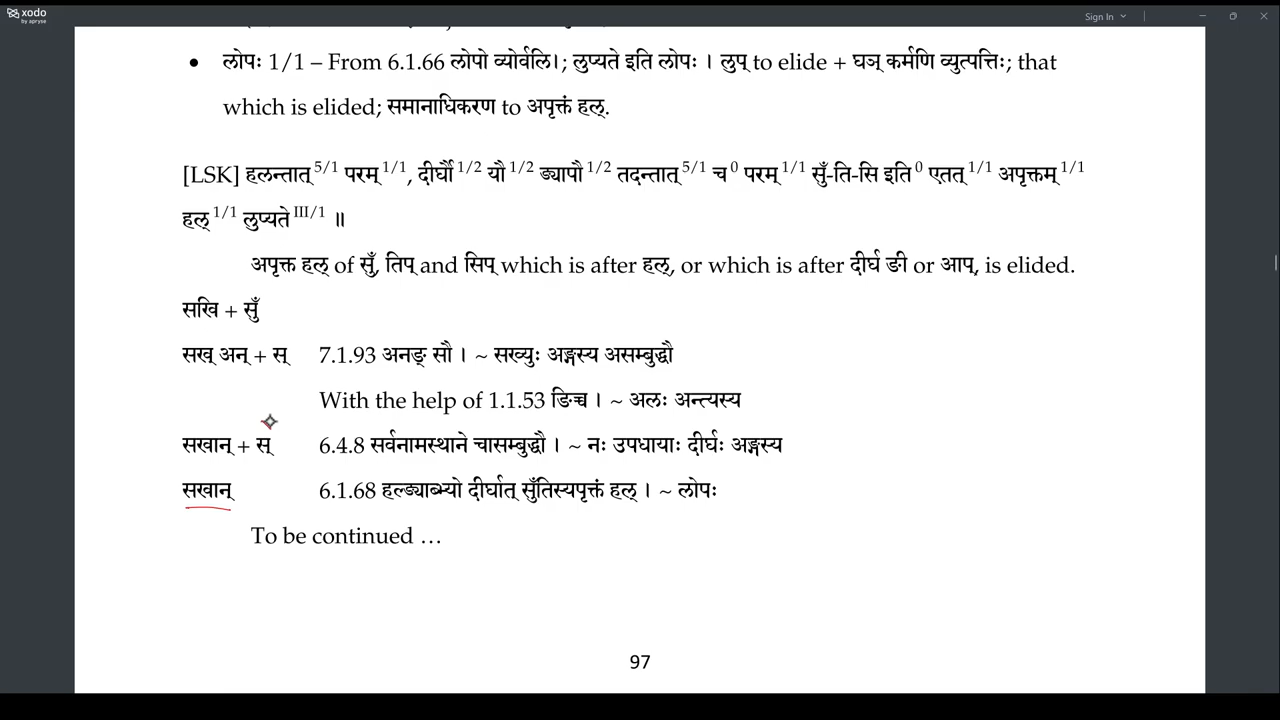 xodo
by apryse
Sign In
• लोपः 1/1 – From 6.1.66 लोपो व्योर्वलि।; लुप्यते इति लोपः । लुप् to elide + घञ् कर्मणि व्युत्पत्तिः; that
which is elided; समानाधिकरण to अपृक्तं हल्.
[LSK] हलन्तात् 5/1 परम् 1/1, दीर्घौ 1/2 यौ 1/2 ङ्यापौ 1/2 तदन्तात् 5/1 च 0 परम् 1/1 सुँ-ति-सि इति 0 एतत् 1/1 अपृक्तम् 1/1
हल् 1/1 लुप्यते III/1 ॥
अपृक्त हल् of सुँ, तिप् and सिप् which is after हल्, or which is after दीर्घ ङी or आप्, is elided.
सखि + सुँ
सख् अन् + स् 7.1.93 अनङ् सौ । ~ सख्युः अङ्गस्य असम्बुद्धौ
With the help of 1.1.53 ङिच्च । ~ अलः अन्त्यस्य
सखान् + स् 6.4.8 सर्वनामस्थाने चासम्बुद्धौ । ~ नः उपधायाः दीर्घः अङ्गस्य
सखान् 6.1.68 हल्ङ्याब्भ्यो दीर्घात् सुँतिस्यपृक्तं हल् । ~ लोपः
To be continued …
97